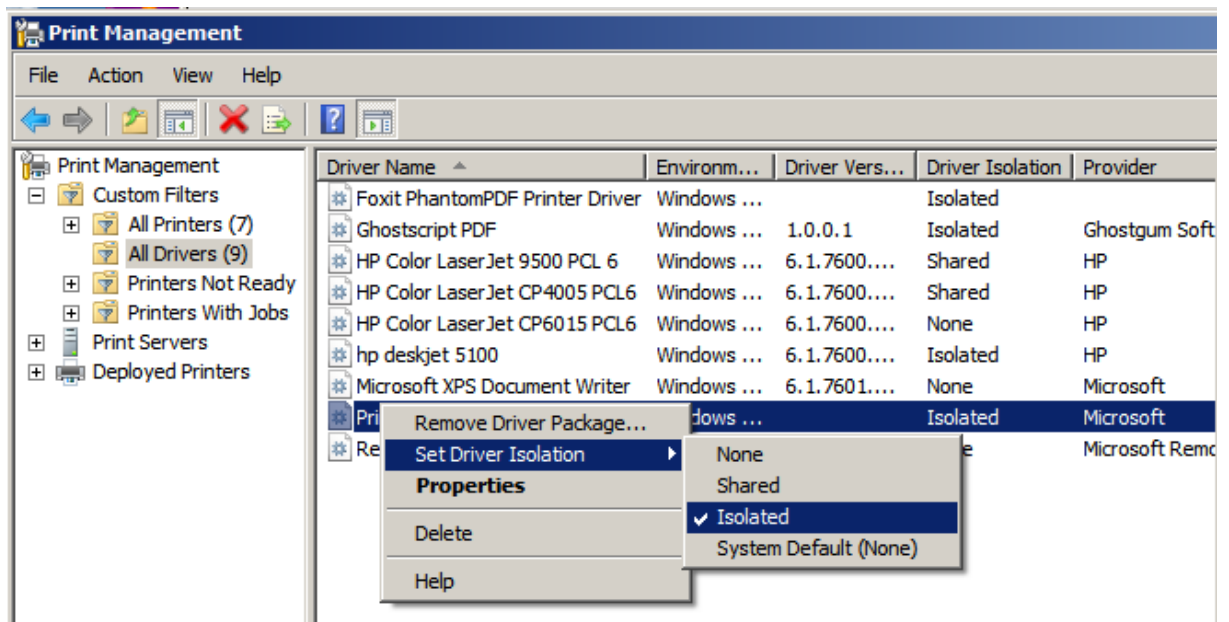 Print Management
File Action View Help
Print Management
Custom Filters
All Printers (7)
All Drivers (9)
Printers Not Ready
Printers With Jobs
Print Servers
Deployed Printers
Driver Name Environm... Driver Vers... Driver Isolation Provider
Foxit PhantomPDF Printer Driver Windows ... Isolated
Ghostscript PDF Windows ... 1.0.0.1 Isolated Ghostgum Soft
HP Color LaserJet 9500 PCL 6 Windows ... 6.1.7600.... Shared HP
HP Color LaserJet CP4005 PCL6 Windows ... 6.1.7600.... Shared HP
HP Color LaserJet CP6015 PCL6 Windows ... 6.1.7600.... None HP
hp deskjet 5100 Windows ... 6.1.7600.... Isolated HP
Microsoft XPS Document Writer Windows ... 6.1.7601.... None Microsoft
Pri dows ... Isolated Microsoft
Re e Microsoft Remo
Remove Driver Package...
Set Driver Isolation
Properties
Delete
Help
None
Shared
Isolated
System Default (None)